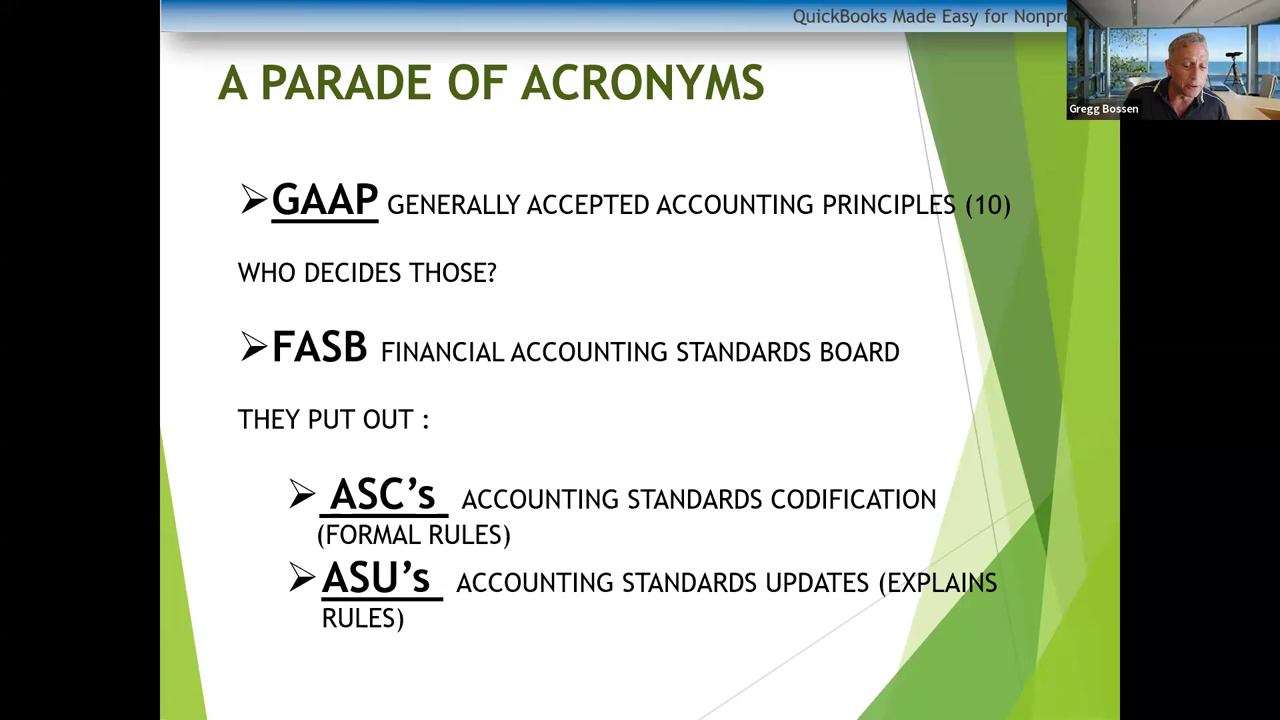 QuickBooks Made Easy for Nonpro
Gregg Bossen
A PARADE OF ACRONYMS
➢GAAP GENERALLY ACCEPTED ACCOUNTING PRINCIPLES (10)
WHO DECIDES THOSE?
➢FASB FINANCIAL ACCOUNTING STANDARDS BOARD
THEY PUT OUT :
➢ ASC’s ACCOUNTING STANDARDS CODIFICATION
(FORMAL RULES)
➢ASU’s ACCOUNTING STANDARDS UPDATES (EXPLAINS
RULES)